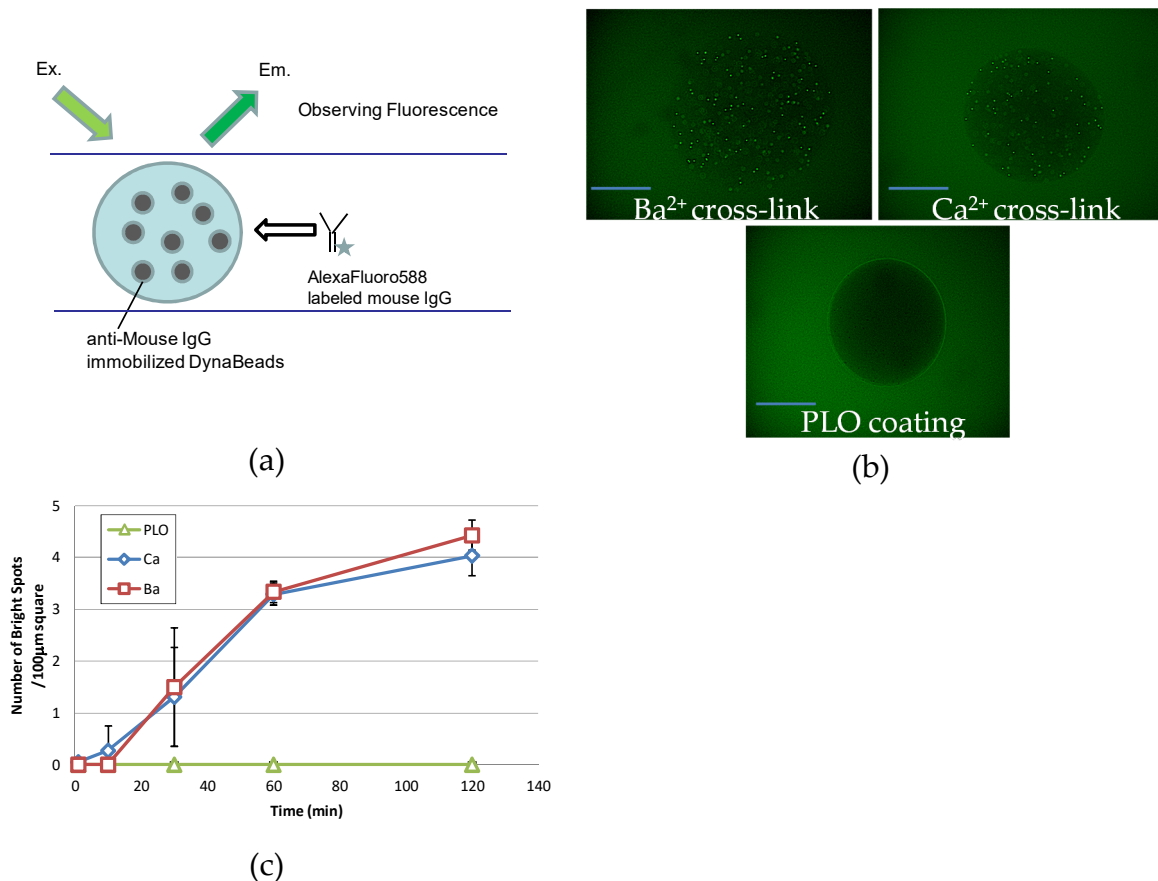 Ex.
Em.
Observing Fluorescence
AlexaFluoro588
labeled mouse IgG
anti-Mouse IgG
immobilized DynaBeads
(a)
Ba²⁺ cross-link
Ca²⁺ cross-link
PLO coating
(b)
Number of Bright Spots
/100μm square
5
4
3
2
1
0
PLO
Ca
Ba
0 20 40 60 80 100 120 140
Time (min)
(c)